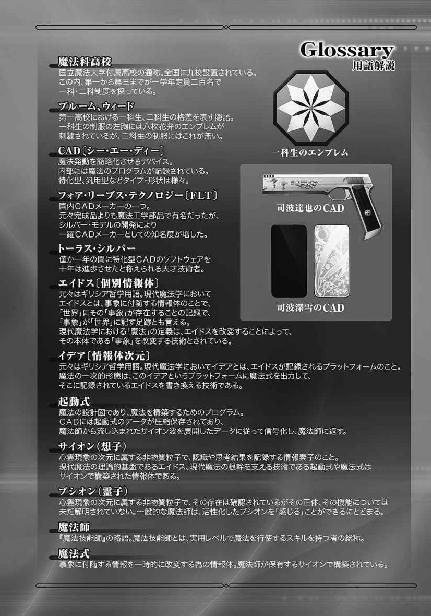 Glossary
用語解説
魔法科高校
国立魔法大学付属高校の通称。全国に九校設置されている。
この内、第一から第三までが一学年定員二百名で
一科・二科制度を採っている。
ブルーム、ウィード
第一高校における一科生、二科生の格差を表す隠語。
一科生の制服の左胸には八枚花弁のエンブレムが
刺繍されているが、二科生の制服にはこれが無い。
一科生のエンブレム
CAD[シー・エー・ディー]
魔法発動を簡略化させるデバイス。
内部には魔法のプログラムが記録されている。
特化型、汎用型などタイプ・形状は様々。
フォア・リーブス・テクノロジー[FLT]
国内CADメーカーの一つ。
元々完成品よりも魔法工学部品で有名だったが、
シルバー・モデルの開発により
一躍CADメーカーとしての知名度が増した。
司波達也のCAD
トーラス・シルバー
僅か一年の間に特化型CADのソフトウェアを
十年は進歩させたと称えられる天才技術者。
司波深雪のCAD
エイドス[個別情報体]
元々はギリシア哲学用語。現代魔法学において
エイドスとは、事象に付随する情報体のことで、
「世界」にその「事象」が存在することの記録で、
「事象」が「世界」に記す足跡とも言える。
現代魔法学における「魔法」の定義は、エイドスを改変することによって、
その本体である「事象」を改変する技術とされている。
イデア[情報体次元]
元々はギリシア哲学用語。現代魔法学においてイデアとは、エイドスが記録されるプラットフォームのこと。
魔法の一次的形態は、このイデアというプラットフォームに魔法式を出力して、
そこに記録されているエイドスを書き換える技術である。
起動式
魔法の設計図であり、魔法を構築するためのプログラム。
CADには起動式のデータが圧縮保存されており、
魔法師から流し込まれたサイオン波を展開したデータに従って信号化し、魔法師に返す。
サイオン(想子)
心霊現象の次元に属する非物質粒子で、認識や思考結果を記録する情報素子のこと。
現代魔法の理論的基盤であるエイドス、現代魔法の根幹を支える技術である起動式や魔法式は
サイオンで構築された情報体である。
プシオン(霊子)
心霊現象の次元に属する非物質粒子で、その存在は確認されているがその正体、その機能については
未だ解明されていない。一般的な魔法師は、活性化したプシオンを「感じる」ことができるにとどまる。
魔法師
『魔法技能師』の略語。魔法技能師とは、実用レベルで魔法を行使するスキルを持つ者の総称。
魔法式
事象に付随する情報を一時的に改変する為の情報体。魔法師が保有するサイオンで構築されている。